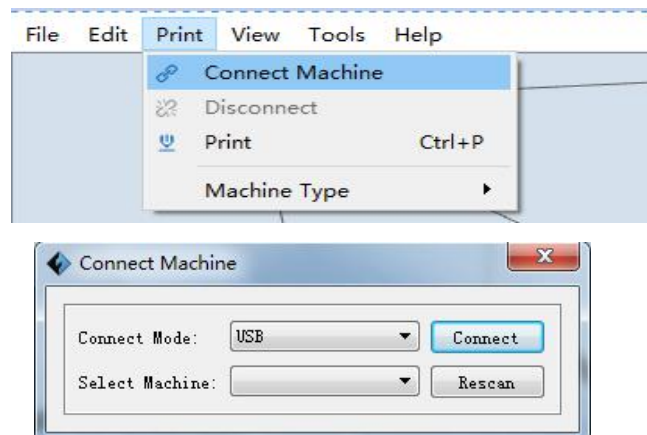 File Edit Print View Tools Help
Connect Machine
Disconnect
Print Ctrl+P
Machine Type
Connect Machine
Connect Mode: USB Connect
Select Machine: Rescan